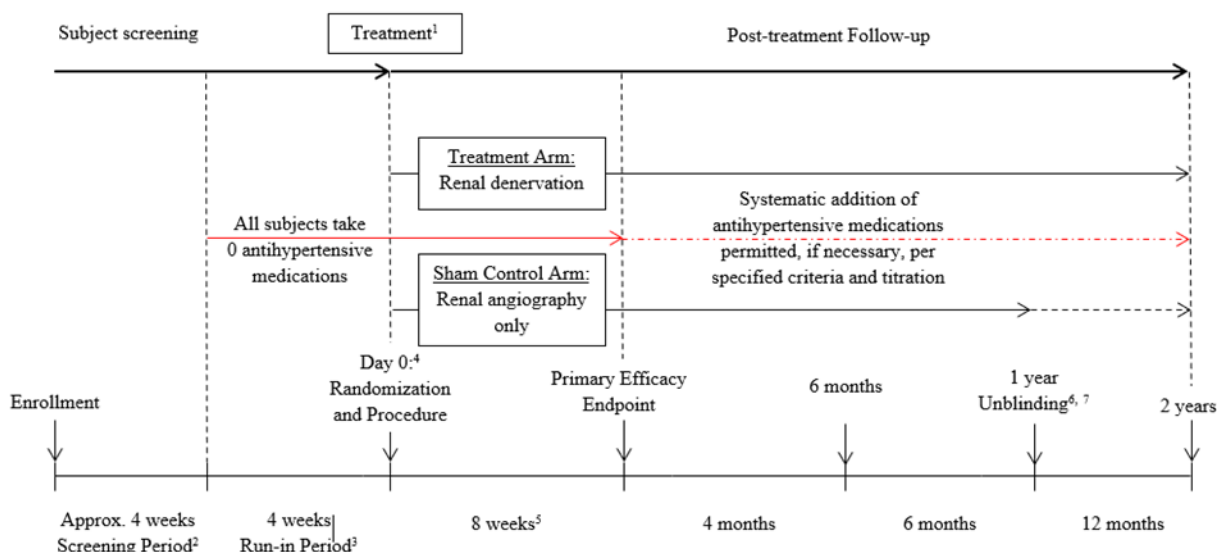 Subject screening
Treatment¹
Post-treatment Follow-up
Treatment Arm:
Renal denervation
All subjects take
0 antihypertensive
medications
Systematic addition of
antihypertensive medications
permitted, if necessary, per
specified criteria and titration
Sham Control Arm:
Renal angiography
only
Enrollment
Day 0:⁴
Randomization
and Procedure
Primary Efficacy
Endpoint
6 months
1 year
Unblinding⁶, ⁷
2 years
Approx. 4 weeks
Screening Period²
4 weeks
Run-in Period³
8 weeks⁵
4 months
6 months
12 months